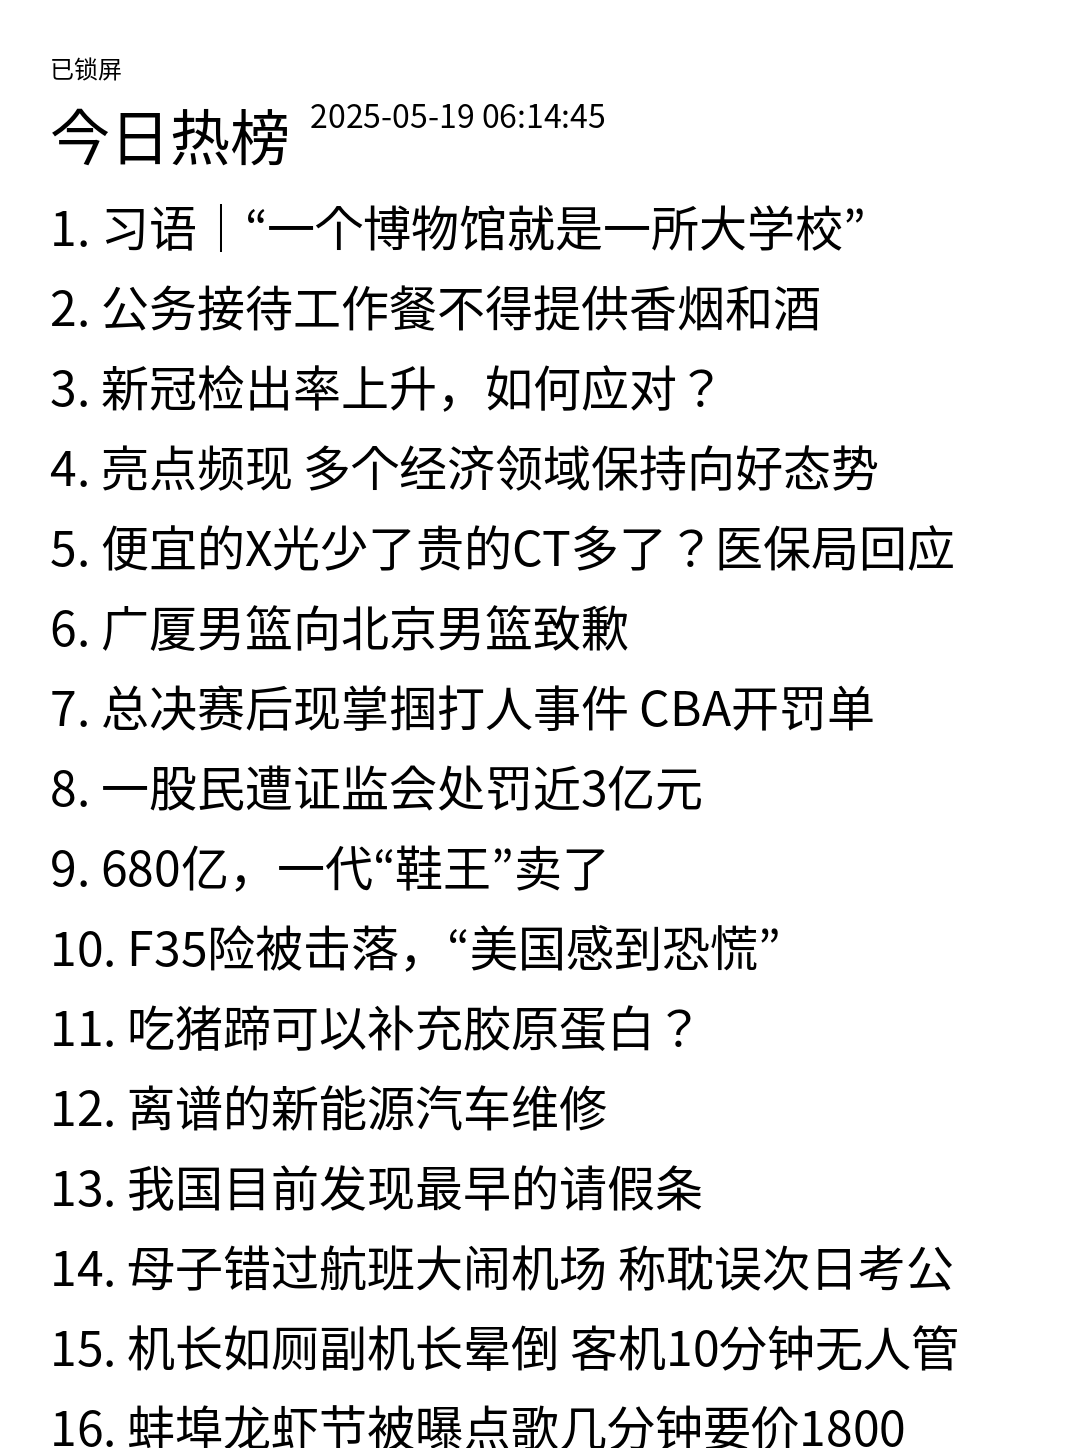 已锁屏
今日热榜 2025-05-19 06:14:45
1. 习语｜“一个博物馆就是一所大学校”
2. 公务接待工作餐不得提供香烟和酒
3. 新冠检出率上升，如何应对？
4. 亮点频现 多个经济领域保持向好态势
5. 便宜的X光少了贵的CT多了？医保局回应
6. 广厦男篮向北京男篮致歉
7. 总决赛后现掌掴打人事件 CBA开罚单
8. 一股民遭证监会处罚近3亿元
9. 680亿，一代“鞋王”卖了
10. F35险被击落，“美国感到恐慌”
11. 吃猪蹄可以补充胶原蛋白？
12. 离谱的新能源汽车维修
13. 我国目前发现最早的请假条
14. 母子错过航班大闹机场 称耽误次日考公
15. 机长如厕副机长晕倒 客机10分钟无人管
16. 蚌埠龙虾节被曝点歌几分钟要价1800